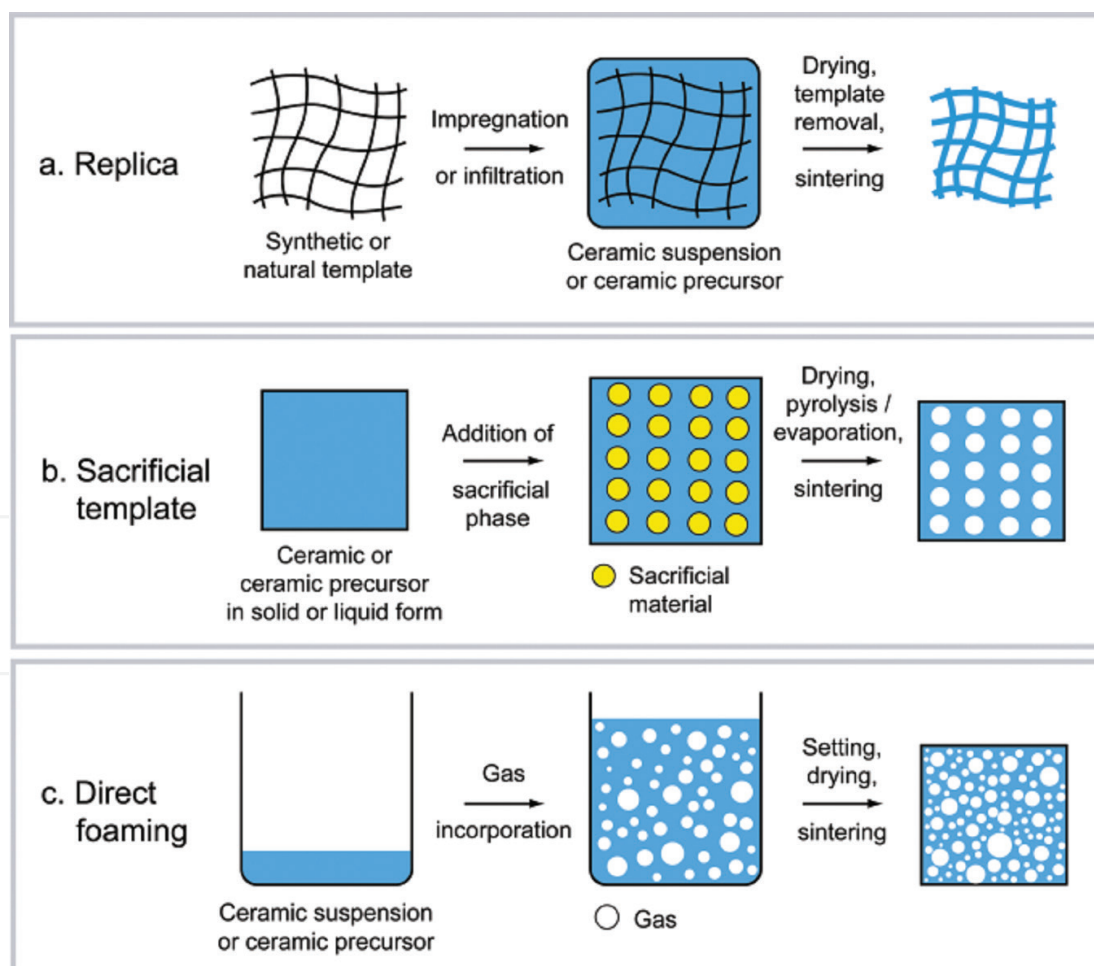 a. Replica
Synthetic or
natural template
Impregnation
or infiltration
Ceramic suspension
or ceramic precursor
Drying,
template
removal,
sintering
b. Sacrificial
template
Ceramic or
ceramic precursor
in solid or liquid form
Addition of
sacrificial
phase
Sacrificial
material
Drying,
pyrolysis /
evaporation,
sintering
c. Direct
foaming
Ceramic suspension
or ceramic precursor
Gas
incorporation
Gas
Setting,
drying,
sintering